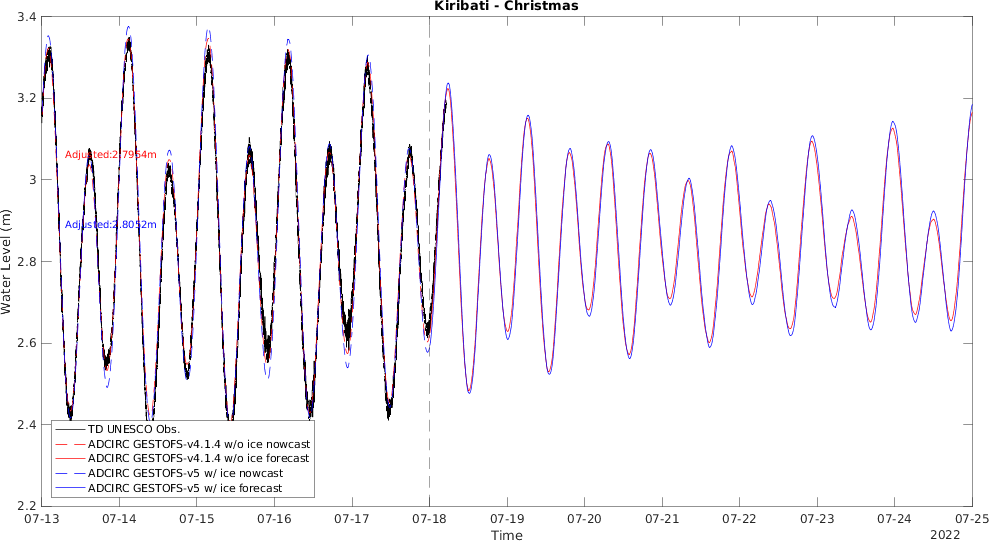 Kiribati - Christmas
3.4
3.2
3
2.8
2.6
2.4
2.2
Water Level (m)
Adjusted:2.7954m
Adjusted:2.8052m
TD UNESCO Obs.
ADCIRC GESTOFS-v4.1.4 w/o ice nowcast
ADCIRC GESTOFS-v4.1.4 w/o ice forecast
ADCIRC GESTOFS-v5 w/ ice nowcast
ADCIRC GESTOFS-v5 w/ ice forecast
07-13 07-14 07-15 07-16 07-17 07-18 07-19 07-20 07-21 07-22 07-23 07-24 07-25
Time
2022